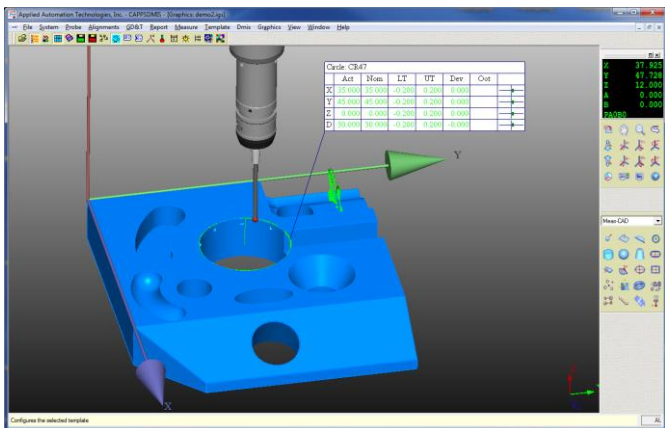 Applied Automation Technologies, Inc. - CAPPSDMIS - [Graphics: demo2.igs]
File System Probe Alignments GD&T Report Measure Template Dmis Graphics View Window Help
Circle: CR47
Act Nom LT UT Dev Oot
X 35.000 35.000 -0.200 0.200 0.000
Y 45.000 45.000 -0.200 0.200 0.000
Z 0.000 0.000 -0.200 0.200 0.000
D 30.000 30.000 -0.200 0.200 -0.000
X 37.925
Y 47.726
Z 12.000
A 0.000
B 0.000
PA0B0
Y
X
Meas-CAD
Configures the selected template